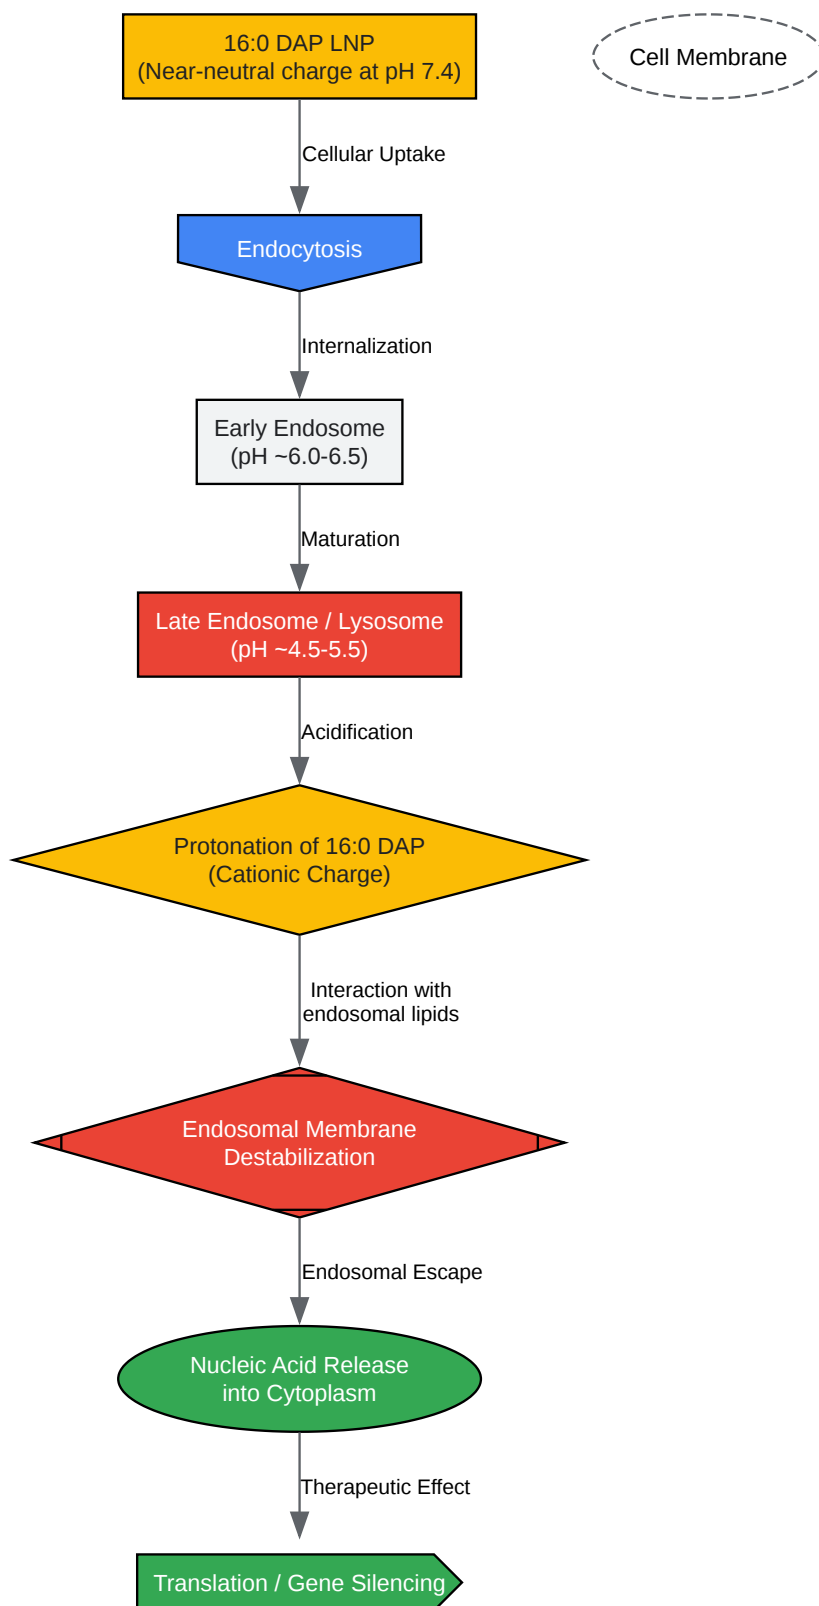 16:0 DAP LNP
(Near-neutral charge at pH 7.4)
Cell Membrane
Cellular Uptake
Endocytosis
Internalization
Early Endosome
(pH ~6.0-6.5)
Maturation
Late Endosome / Lysosome
(pH ~4.5-5.5)
Acidification
Protonation of 16:0 DAP
(Cationic Charge)
Interaction with
endosomal lipids
Endosomal Membrane
Destabilization
Endosomal Escape
Nucleic Acid Release
into Cytoplasm
Therapeutic Effect
Translation / Gene Silencing